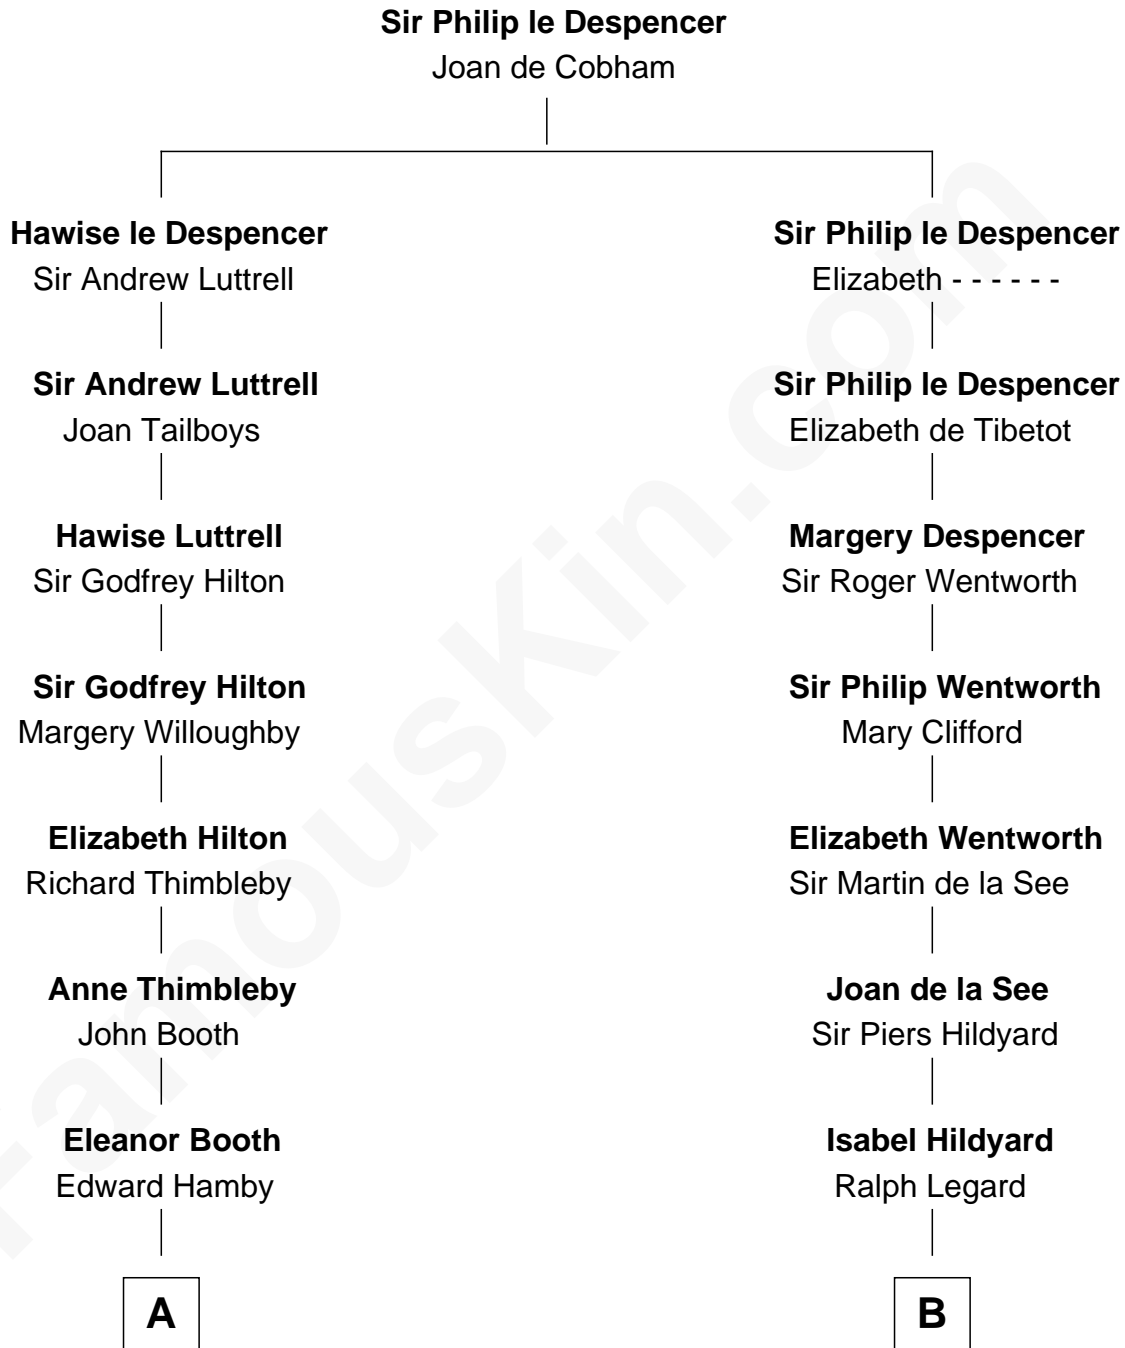 Sir Philip le Despencer
Joan de Cobham
Hawise le Despencer
Sir Andrew Luttrell
Sir Philip le Despencer
Elizabeth - - - - - -
Sir Andrew Luttrell
Joan Tailboys
Sir Philip le Despencer
Elizabeth de Tibetot
Hawise Luttrell
Sir Godfrey Hilton
Margery Despencer
Sir Roger Wentworth
Sir Godfrey Hilton
Margery Willoughby
Sir Philip Wentworth
Mary Clifford
Elizabeth Hilton
Richard Thimbleby
Elizabeth Wentworth
Sir Martin de la See
Anne Thimbleby
John Booth
Joan de la See
Sir Piers Hildyard
Eleanor Booth
Edward Hamby
Isabel Hildyard
Ralph Legard
A
B
FamousKin.com